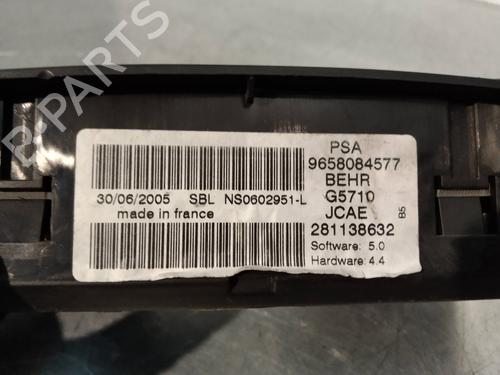 B-PARTS
PSA
9658084577
BEHR
G5710
JCAE B5
281138632
Software: 5.0
Hardware: 4.4
30/06/2005 SBL NS0602951-L
made in france